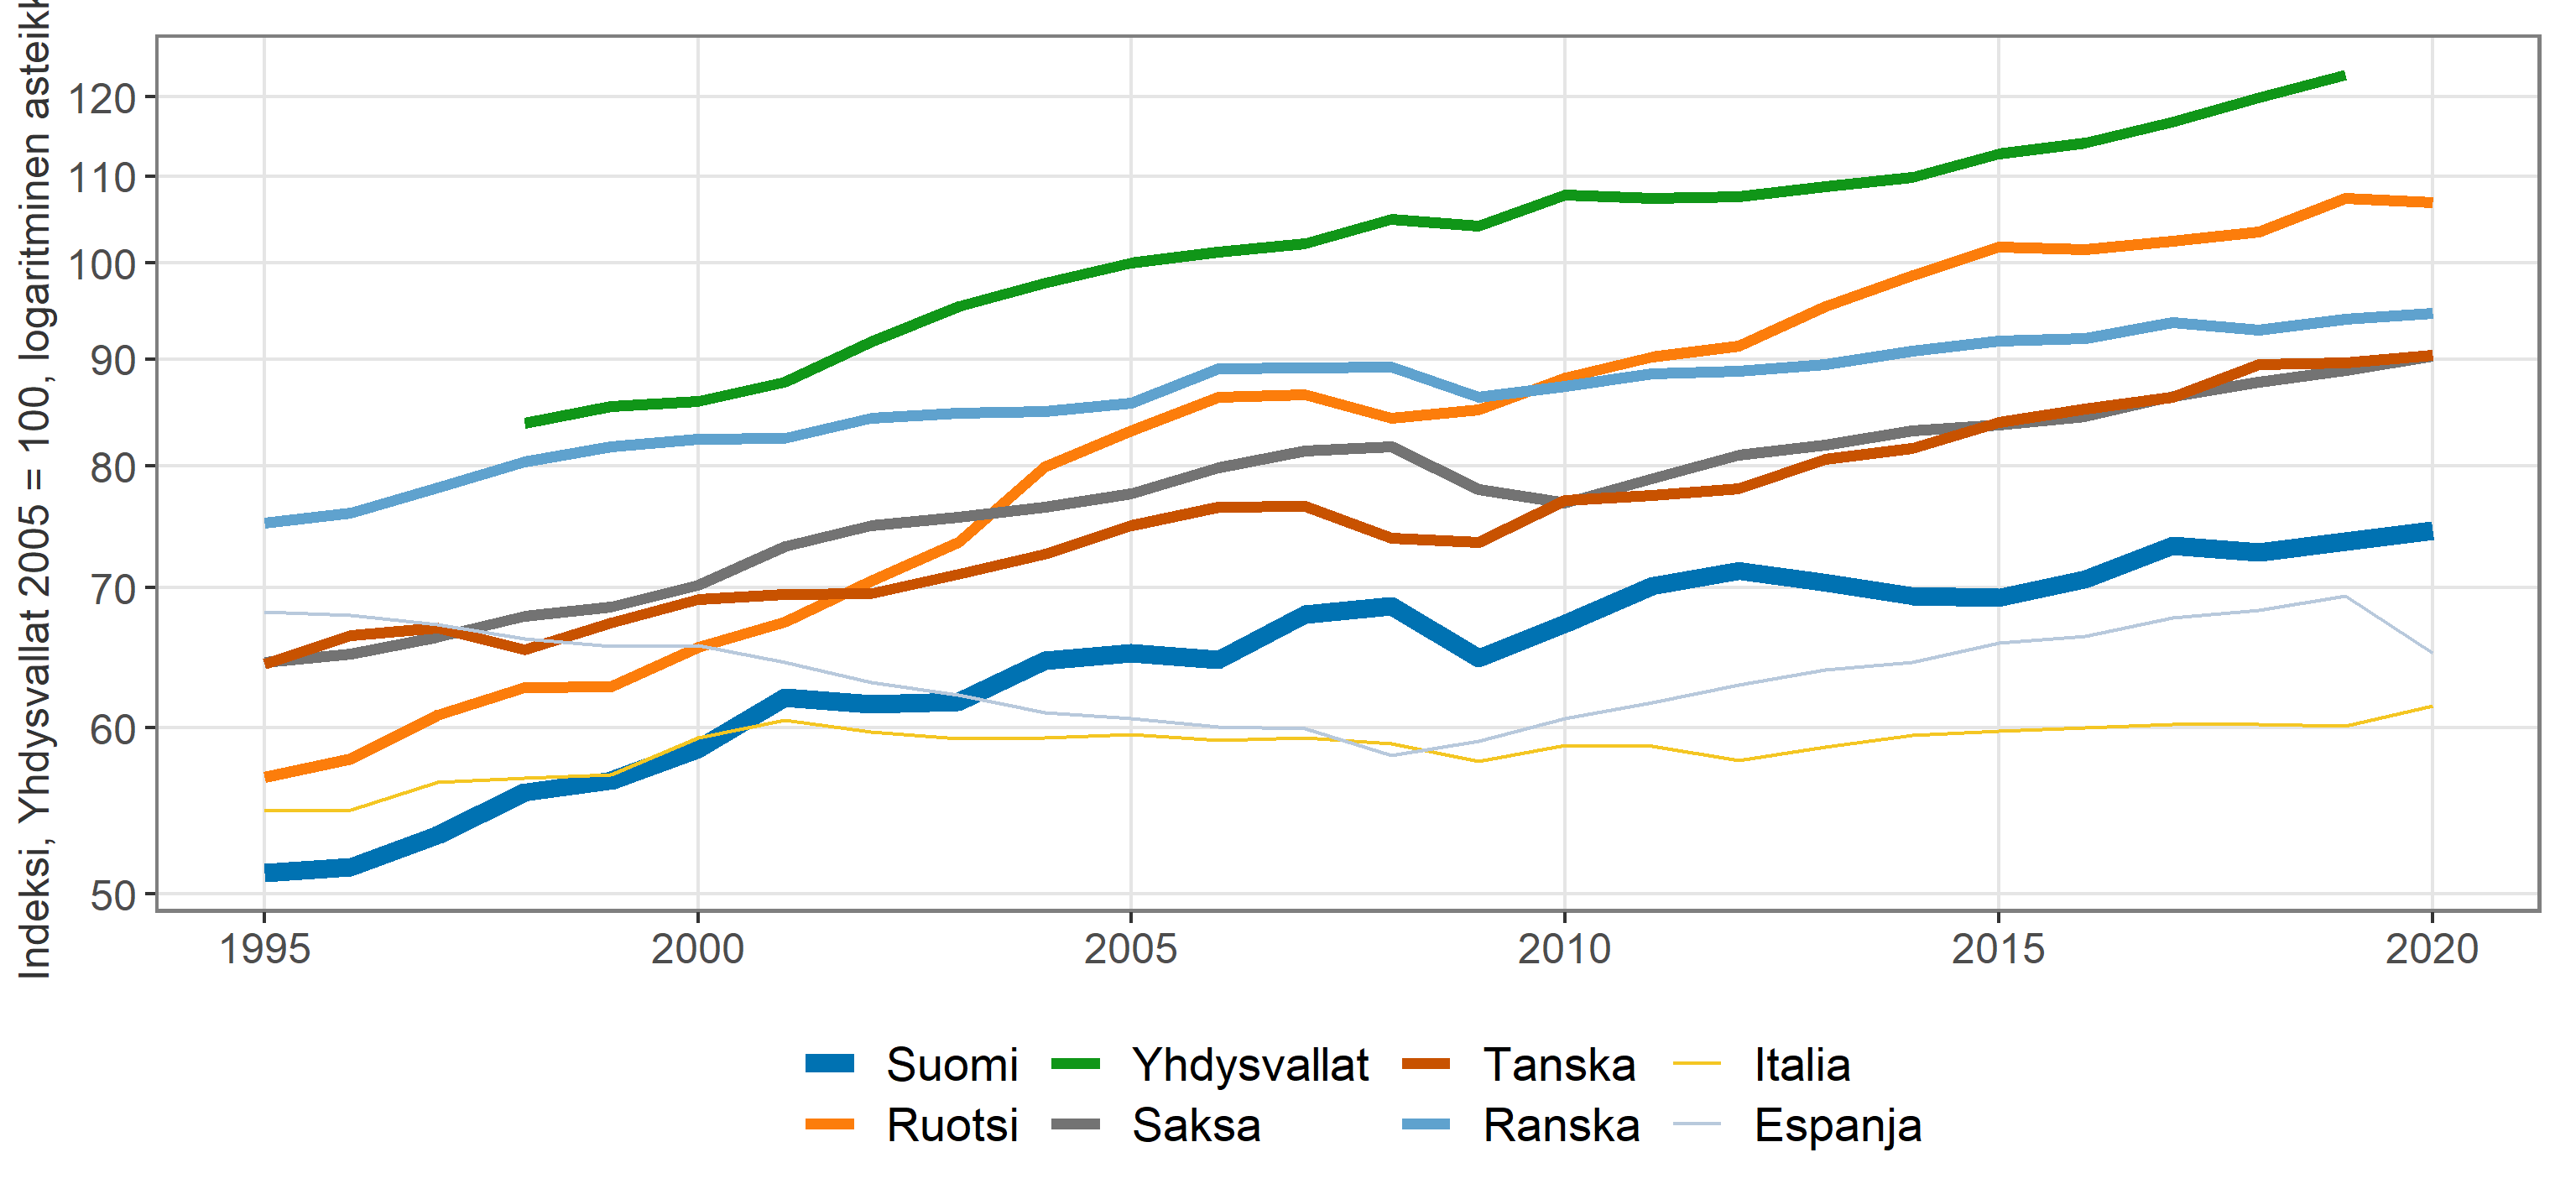 Indeksi, Yhdysvallat 2005 = 100, logaritminen
120
110
100
90
80
70
60
50
1995 2000 2005 2010 2015 2020
Suomi Yhdysvallat Tanska Italia
Ruotsi Saksa Ranska Espanja